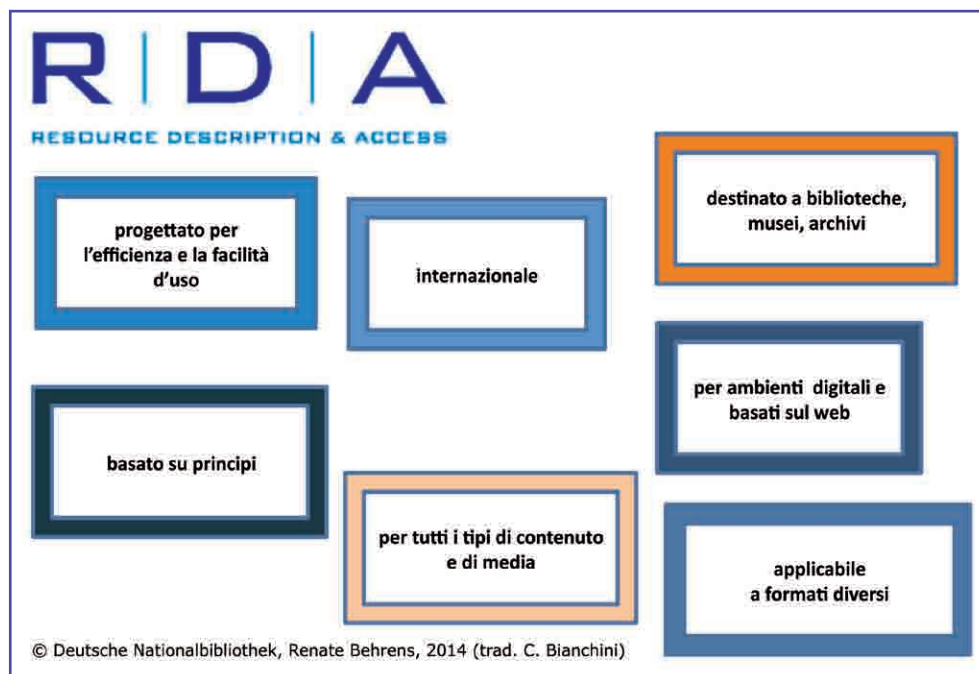 R | D | A
RESOURCE DESCRIPTION & ACCESS
progettato per
l'efficienza e la facilità
d'uso
internazionale
destinato a biblioteche,
musei, archivi
basato su principi
per ambienti digitali e
basati sul web
per tutti i tipi di contenuto
e di media
applicabile
a formati diversi
© Deutsche Nationalbibliothek, Renate Behrens, 2014 (trad. C. Bianchini)